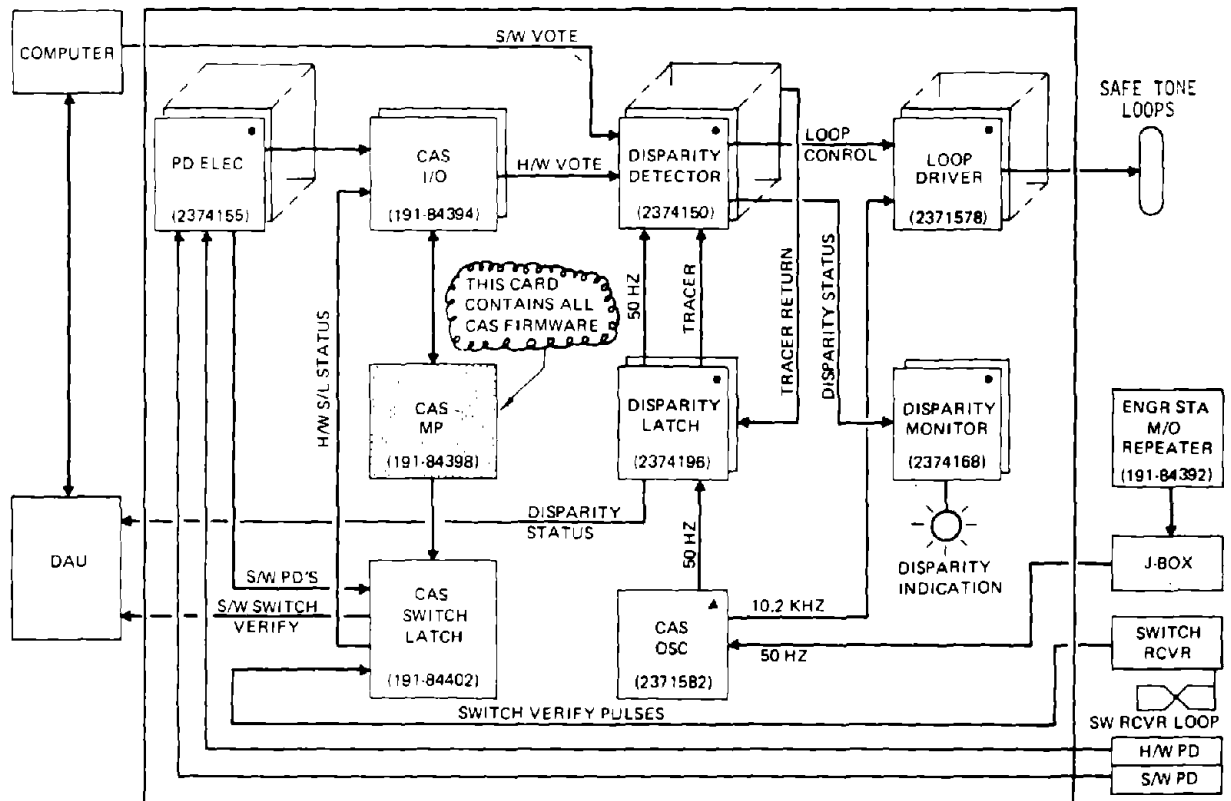 COMPUTER
S/W VOTE
SAFE TONE
LOOPS
PD ELEC
(2374155)
CAS
I/O
(191-84394)
H/W VOTE
DISPARITY
DETECTOR
(2374150)
LOOP
CONROL
LOOP
DRIVER
(2371578)
H/W S/L STATUS
THIS CARD
CONTAINS ALL
CAS FIRMWARE
50 HZ
TRACER
TRACER RETURN
DISPARITY STATUS
CAS
MP
(191-84398)
DISPARITY
LATCH
(2374196)
DISPARITY
MONITOR
(2374168)
ENGR STA
M/O
REPEATER
(191-84392)
DAU
DISPARITY
STATUS
50 HZ
DISPARITY
INDICATION
J-BOX
S/W PD'S
S/W SWITCH
VERIFY
CAS
SWITCH
LATCH
(191-84402)
CAS
OSC
(2371582)
10.2 KHZ
50 HZ
SWITCH
RCVR
SWITCH VERIFY PULSES
SW RCVR LOOP
H/W PD
S/W PD